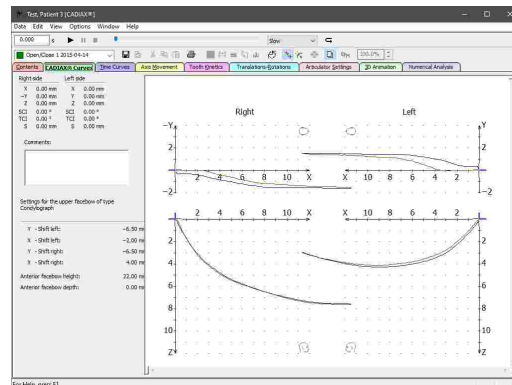 Test, Patient 3 [CADIAX®]
Data Edit View Options Window Help
0.000 s Slow
Open/Close 1 2015-04-14 100.0%
Contents CADIAX® Curves Time Curves Axis Movement Tooth Kinetics Translations-Rotations Articulator Settings 3D Animation Numerical Analysis
Right side Left side
X 0.00 mm X 0.00 mm
-Y 0.00 mm Y 0.00 mm
Z 0.00 mm Z 0.00 mm
SCI 0.00 ° SCI 0.00 °
TCI 0.00 ° TCI 0.00 °
S 0.00 mm S 0.00 mm
Comments:
Settings for the upper facebow of type
Condylograph
Y - Shift left: -6.50 m
X - Shift left: -2.00 m
Y - Shift right: -6.50 m
X - Shift right: 4.00 m
Anterior facebow height: 22.00 m
Anterior facebow depth: 0.00 m
Right Left
-Y Y
2 2
2 4 6 8 10 X X 10 8 6 4 2
-2 -2
2 4 6 8 10 X X 10 8 6 4 2
2 2
4 4
6 6
8 8
10 10
Z Z
For Help, press F1